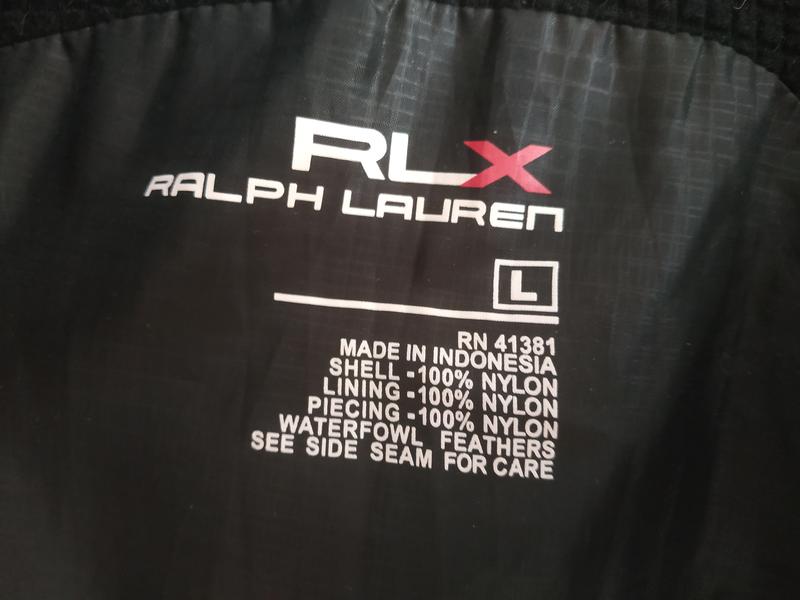 RLX
RALPH LAUREN
L
RN 41381
MADE IN INDONESIA
SHELL -100% NYLON
LINING -100% NYLON
PIECING -100% NYLON
WATERFOWL FEATHERS
SEE SIDE SEAM FOR CARE